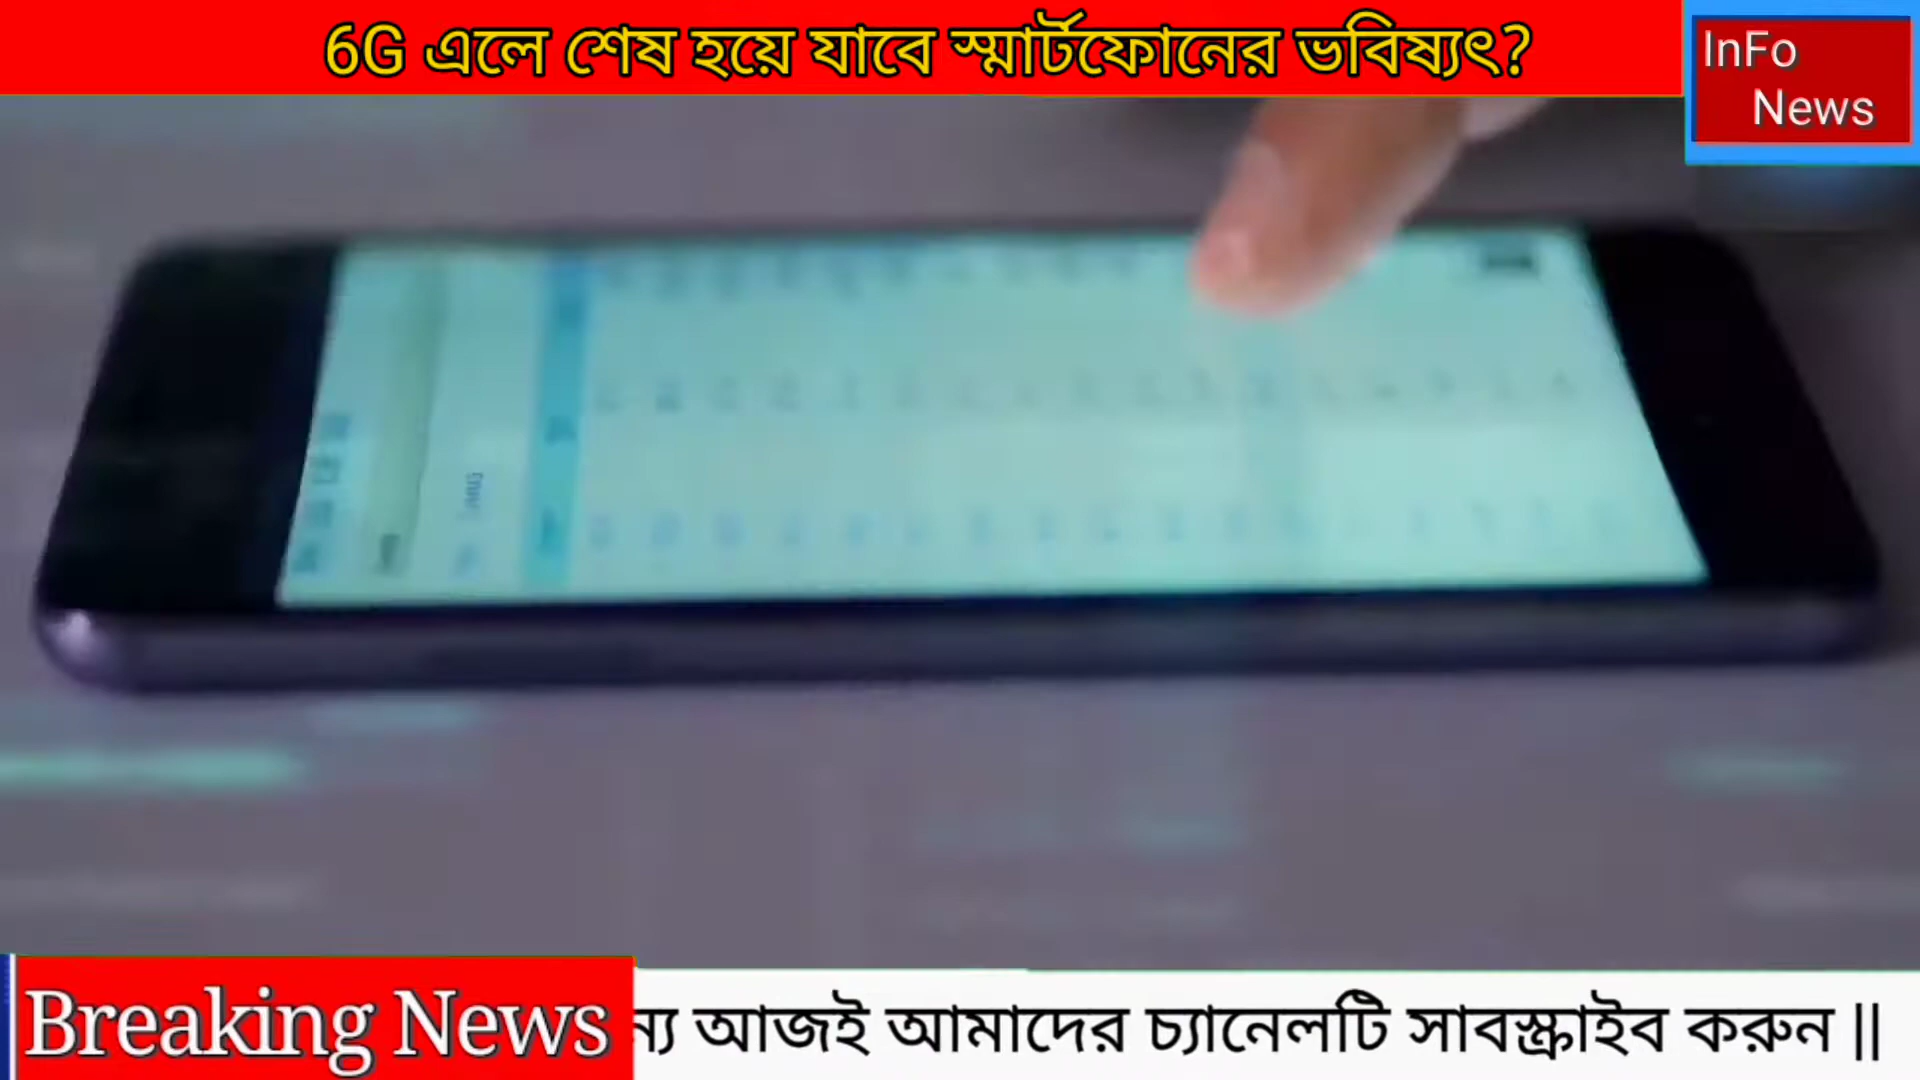 6G এলে শেষ হয়ে যাবে স্মার্টফোনের ভবিষ্যৎ?
InFo
News
Breaking News
ন্য আজই আমাদের চ্যানেলটি সাবস্ক্রাইব করুন ||